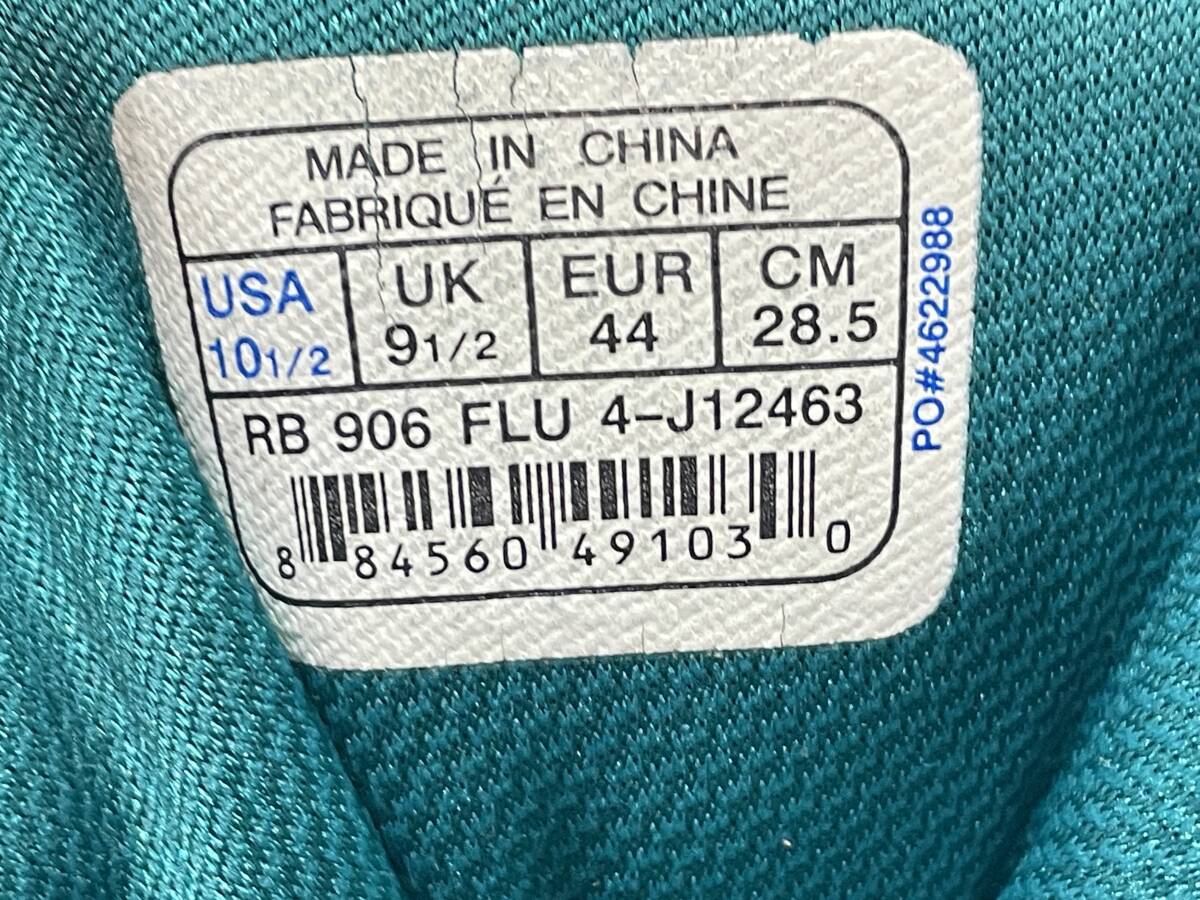 MADE IN CHINA
FABRIQUÉ EN CHINE
USA UK EUR CM
10 1/2 9 1/2 44 28.5
RB 906 FLU 4-J12463
8 84560 49103 0
PO#4622988